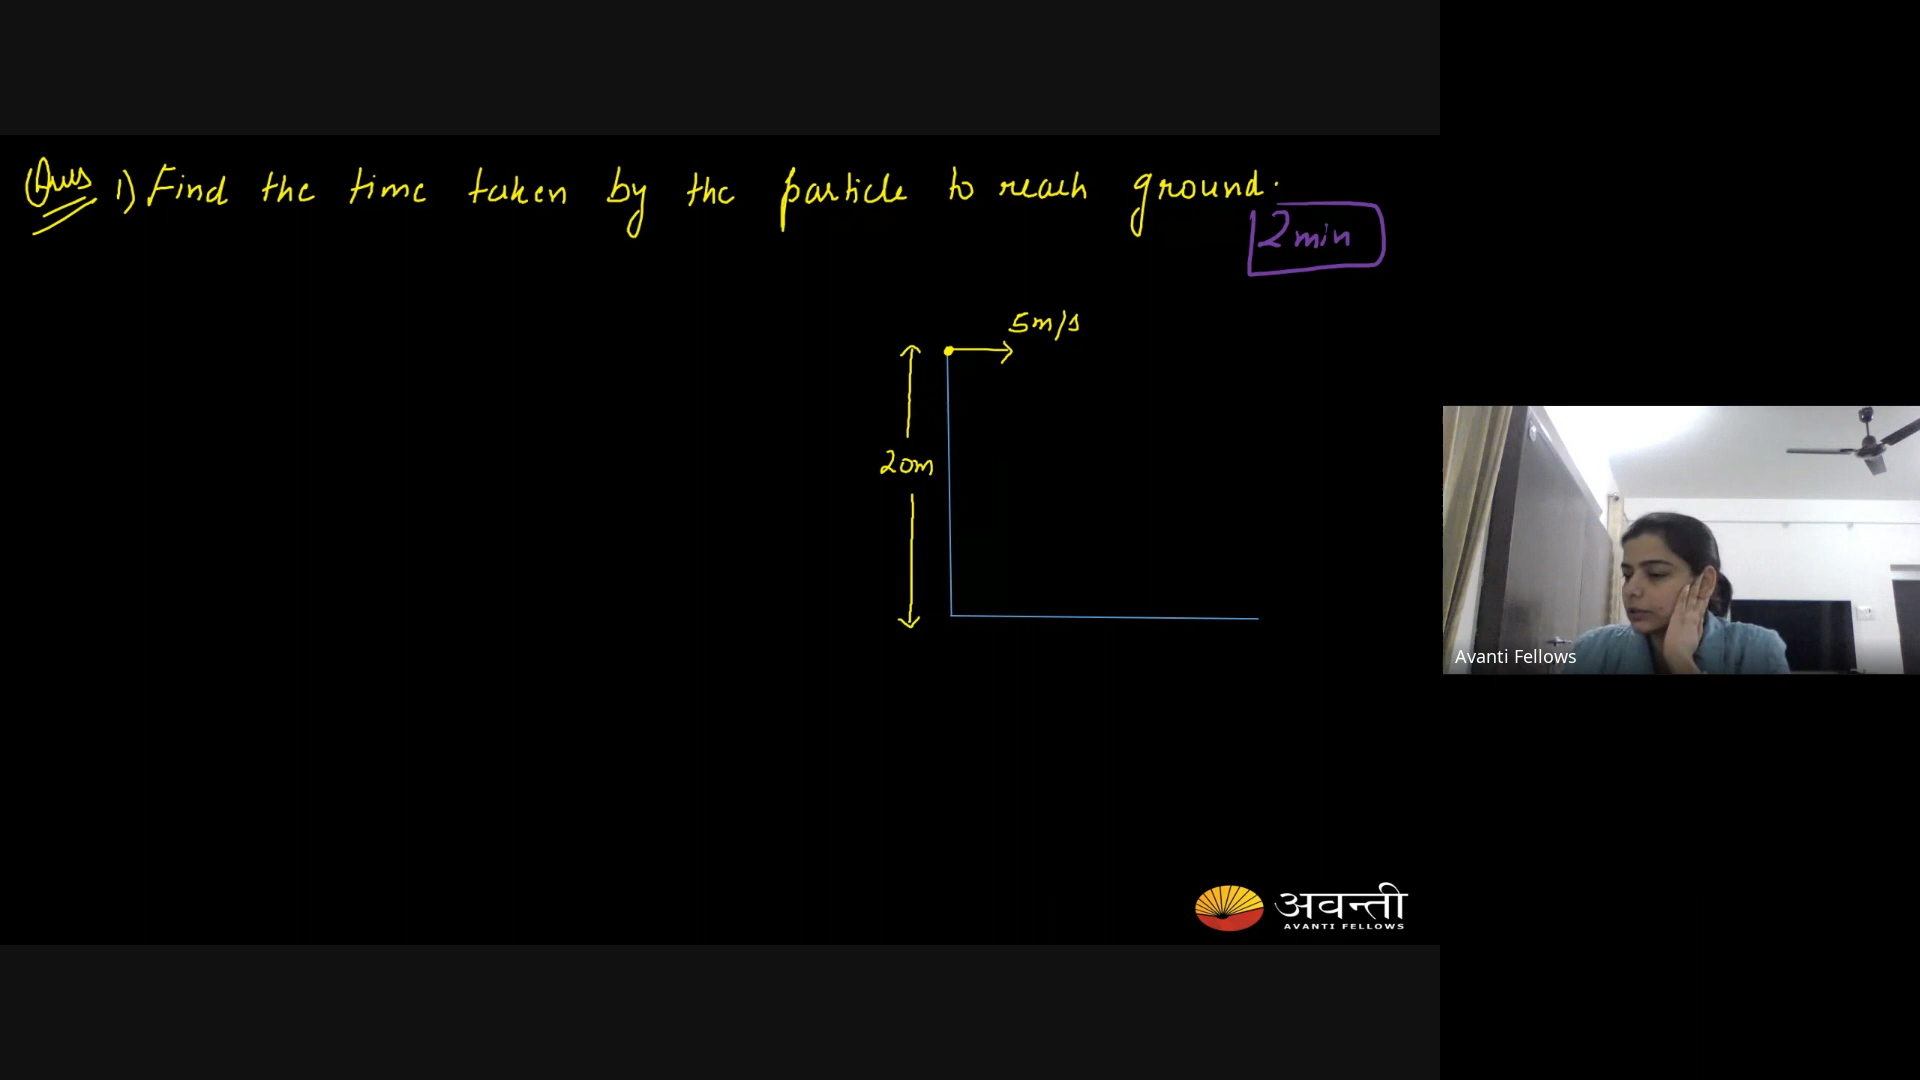 Ques 1) Find the time taken by the particle to reach ground.
2 min
5m/s
20m
Avanti Fellows
अवन्ती
AVANTI FELLOWS